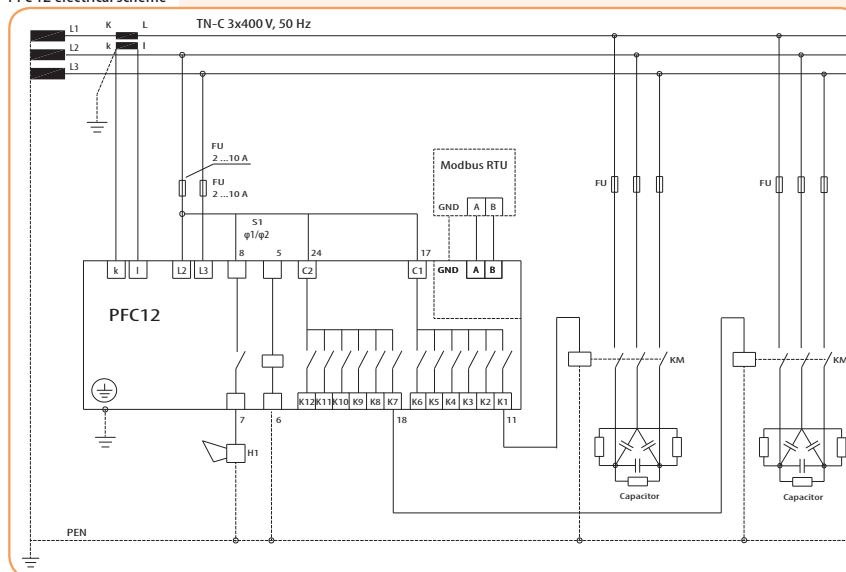 PFC 12 electrical scheme
L1 K L TN-C 3x400 V, 50 Hz
L2 k l
L3
FU
2 ...10 A
FU
2 ...10 A
Modbus RTU
GND A B
FU
FU
S1
φ1/φ2
8 5 24 17
k l L2 L3 C2 C1 GND A B
PFC12
KM
KM
K12 K11 K10 K9 K8 K7 K6 K5 K4 K3 K2 K1
7 6 18 11
H1
Capacitor
Capacitor
PEN